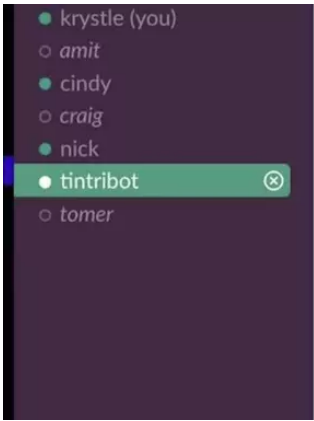 krystle (you)
amit
cindy
craig
nick
tintribot
tomer